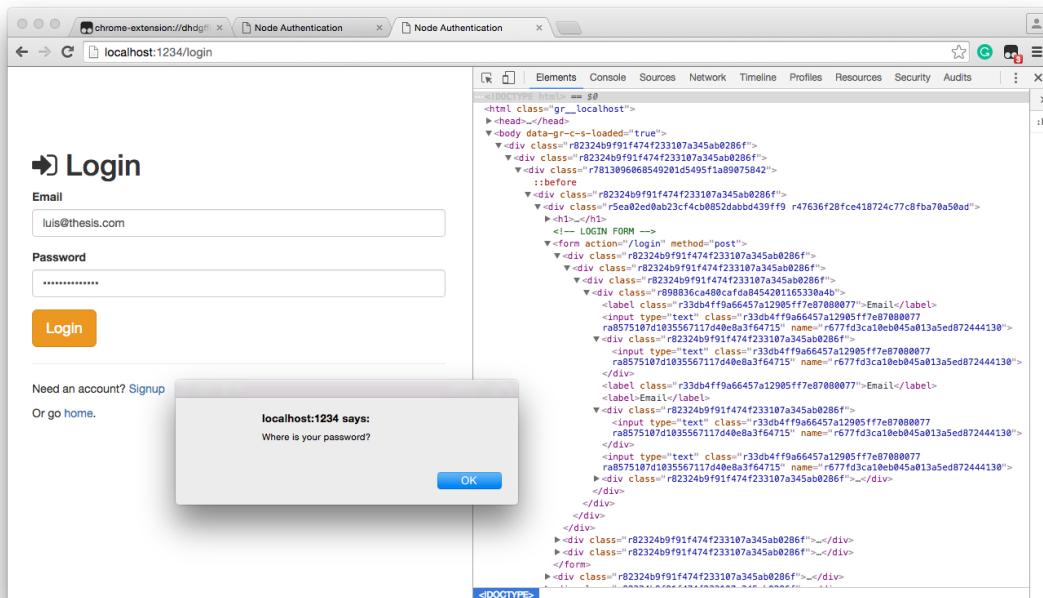 chrome-extension://dhdgffl
Node Authentication
Node Authentication
localhost:1234/login
3
Login
Email
luis@thesis.com
Password
Login
Need an account? Signup
Or go home.
localhost:1234 says:
Where is your password?
OK
Elements Console Sources Network Timeline Profiles Resources Security Audits
<!DOCTYPE html> == $0
<html class="gr__localhost">
<head>…</head>
<body data-gr-c-s-loaded="true">
<div class="r82324b9f91f474f233107a345ab0286f">
<div class="r82324b9f91f474f233107a345ab0286f">
<div class="r7813096068549201d5495f1a89075842">
::before
<div class="r82324b9f91f474f233107a345ab0286f">
<div class="r5ea02ed0ab23cf4cb0852dabbd439ff9 r47636f28fce418724c77c8fba70a50ad">
<h1>…</h1>
<!-- LOGIN FORM -->
<form action="/login" method="post">
<div class="r82324b9f91f474f233107a345ab0286f">
<div class="r82324b9f91f474f233107a345ab0286f">
<div class="r82324b9f91f474f233107a345ab0286f">
<div class="r898836ca480cafda8454201165330a4b">
<label class="r33db4ff9a66457a12905ff7e87080077">Email</label>
<input type="text" class="r33db4ff9a66457a12905ff7e87080077
ra8575107d1035567117d40e8a3f64715" name="r677fd3ca10eb045a013a5ed872444130">
<div class="r82324b9f91f474f233107a345ab0286f">
<input type="text" class="r33db4ff9a66457a12905ff7e87080077
ra8575107d1035567117d40e8a3f64715" name="r677fd3ca10eb045a013a5ed872444130">
</div>
<label class="r33db4ff9a66457a12905ff7e87080077">Email</label>
<label>Email</label>
<div class="r82324b9f91f474f233107a345ab0286f">
<input type="text" class="r33db4ff9a66457a12905ff7e87080077
ra8575107d1035567117d40e8a3f64715" name="r677fd3ca10eb045a013a5ed872444130">
</div>
<input type="text" class="r33db4ff9a66457a12905ff7e87080077
ra8575107d1035567117d40e8a3f64715" name="r677fd3ca10eb045a013a5ed872444130">
<div class="r82324b9f91f474f233107a345ab0286f">…</div>
</div>
</div>
</div>
</div>
<div class="r82324b9f91f474f233107a345ab0286f">…</div>
<div class="r82324b9f91f474f233107a345ab0286f">…</div>
</form>
<div class="r82324b9f91f474f233107a345ab0286f">…</div>
<!DOCTYPE>